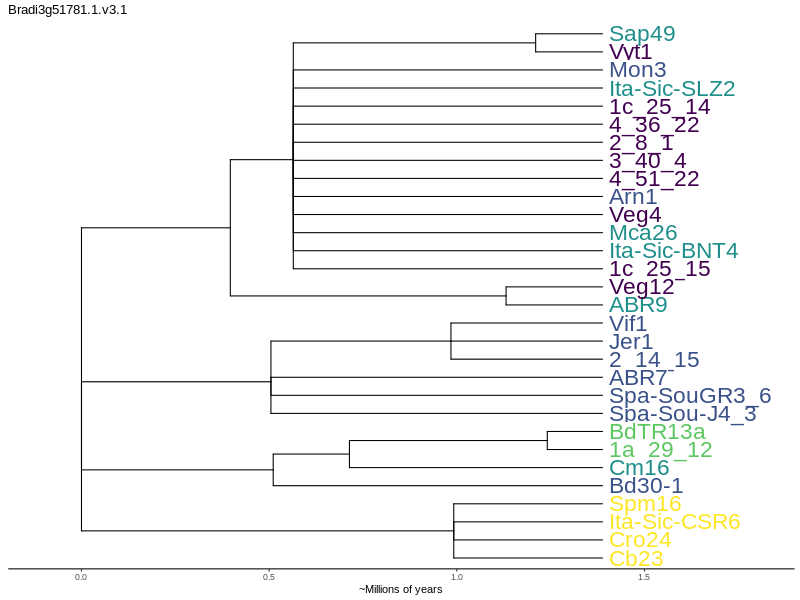 Bradi3g51781.1.v3.1
Sap49
Vvt1
Mon3
Ita-Sic-SLZ2
1c_25_14
4_36_22
2_8_1
3_40_4
4_51_22
Arn1
Veg4
Mca26
Ita-Sic-BNT4
1c_25_15
Veg12
ABR9
Vif1
Jer1
2_14_15
ABR7
Spa-SouGR3_6
Spa-Sou-J4_3
BdTR13a
1a_29_12
Cm16
Bd30-1
Spm16
Ita-Sic-CSR6
Cro24
Cb23
0.0 0.5 1.0 1.5
~Millions of years